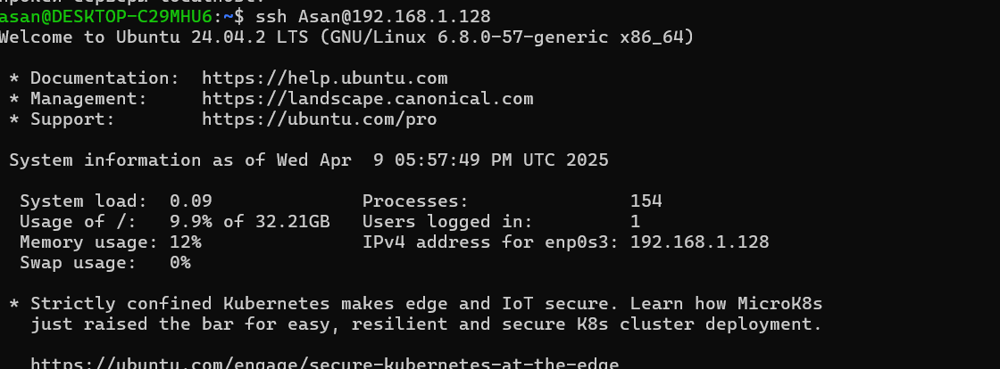 asan@DESKTOP-C29MHU6:~$ ssh Asan@192.168.1.128
Welcome to Ubuntu 24.04.2 LTS (GNU/Linux 6.8.0-57-generic x86_64)
* Documentation: https://help.ubuntu.com
* Management: https://landscape.canonical.com
* Support: https://ubuntu.com/pro
System information as of Wed Apr 9 05:57:49 PM UTC 2025
System load: 0.09 Processes: 154
Usage of /: 9.9% of 32.21GB Users logged in: 1
Memory usage: 12% IPv4 address for enp0s3: 192.168.1.128
Swap usage: 0%
* Strictly confined Kubernetes makes edge and IoT secure. Learn how MicroK8s
just raised the bar for easy, resilient and secure K8s cluster deployment.
https://ubuntu.com/engage/secure-kubernetes-at-the-edge